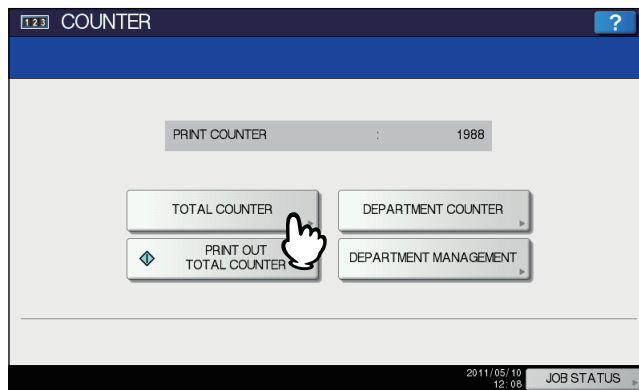 123 COUNTER ?
PRINT COUNTER : 1988
TOTAL COUNTER
DEPARTMENT COUNTER
PRINT OUT
TOTAL COUNTER
DEPARTMENT MANAGEMENT
2011/05/10
12:08
JOB STATUS